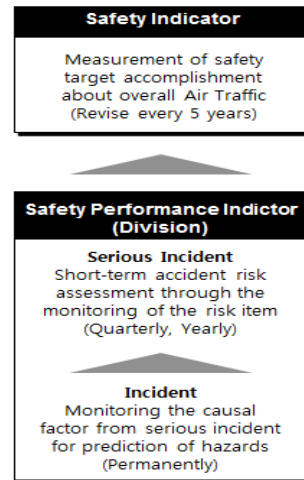 Safety Indicator
Measurement of safety
target accomplishment
about overall Air Traffic
(Revise every 5 years)
Safety Performance Indictor
(Division)
Serious Incident
Short-term accident risk
assessment through the
monitoring of the risk item
(Quarterly, Yearly)
Incident
Monitoring the causal
factor from serious incident
for prediction of hazards
(Permanently)